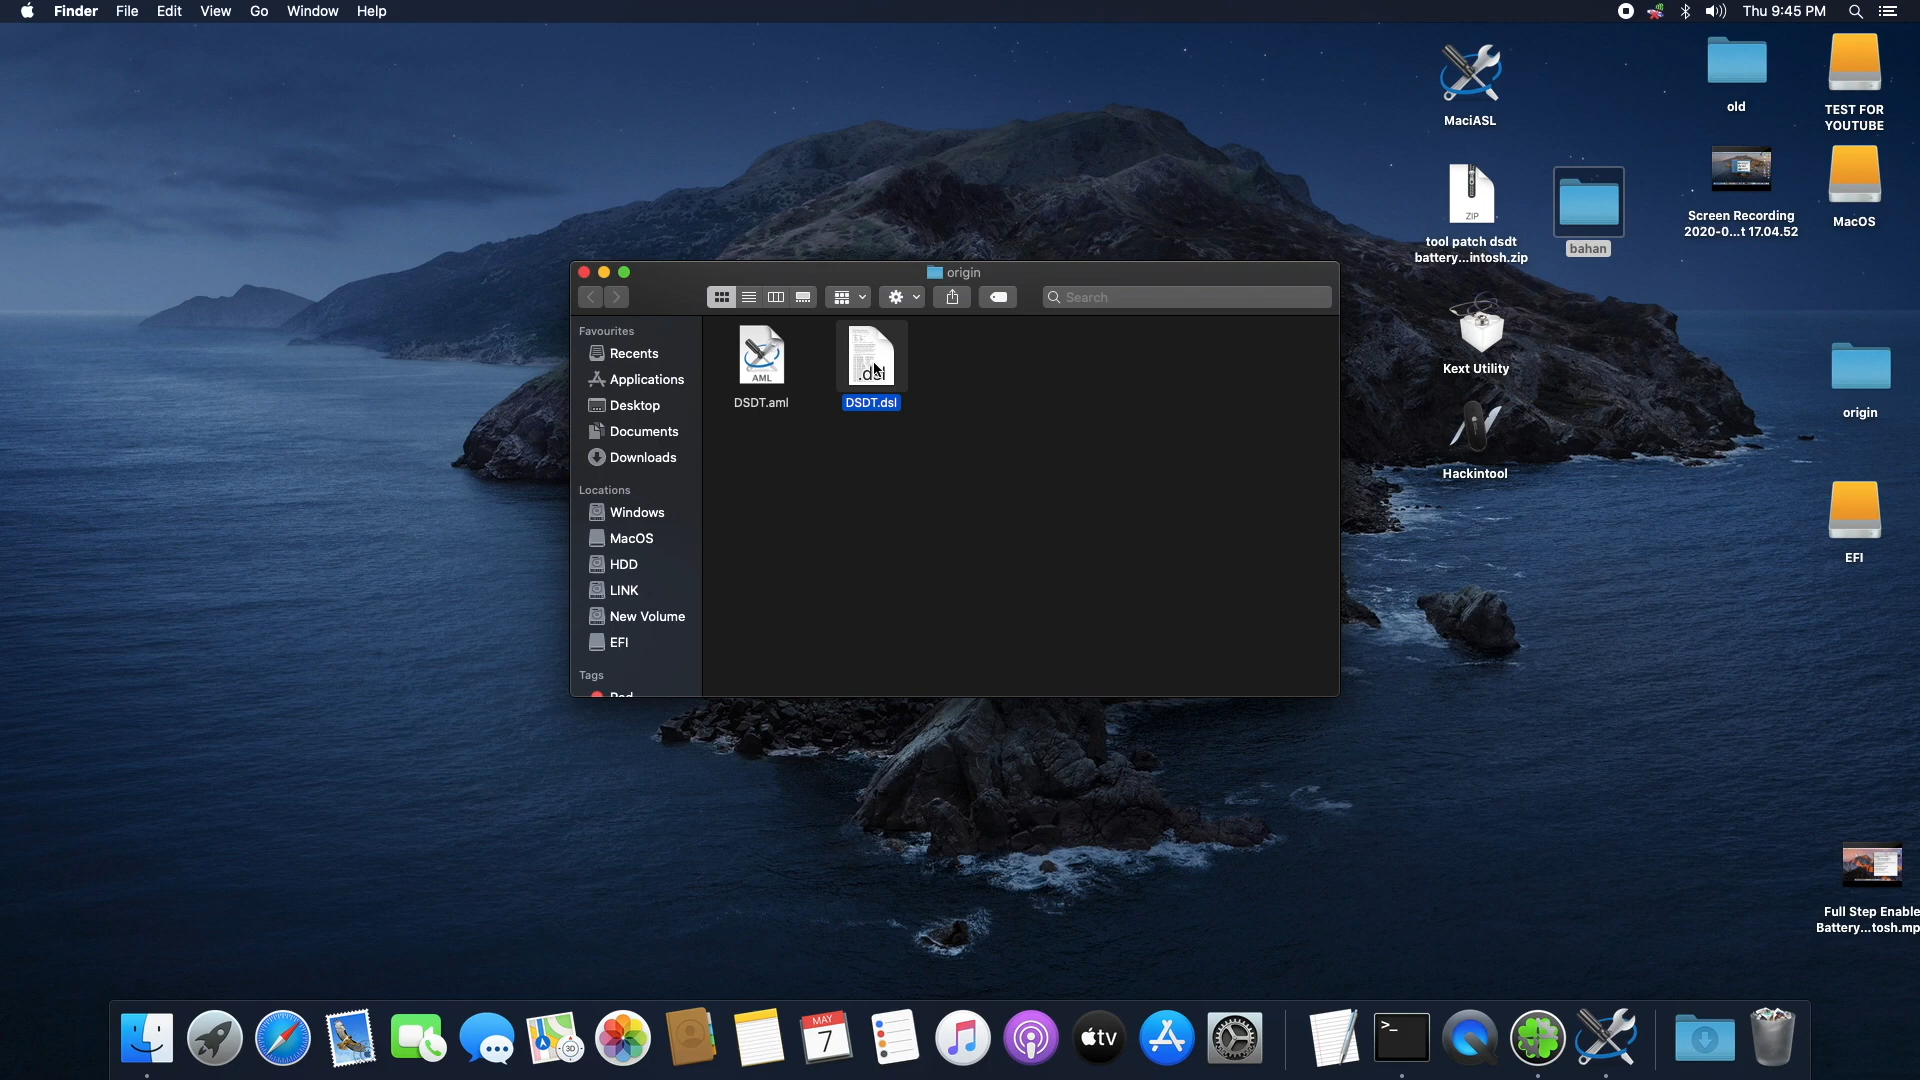 Finder File Edit View Go Window Help
Thu 9:45 PM
MaciASL
old
TEST FOR
YOUTUBE
ZIP
tool patch dsdt
battery...intosh.zip
bahan
Screen Recording
2020-0...t 17.04.52
MacOS
Kext Utility
origin
Hackintool
EFI
Full Step Enable
Battery...tosh.mp
origin
Search
Favourites
Recents
Applications
Desktop
Documents
Downloads
Locations
Windows
MacOS
HDD
LINK
New Volume
EFI
Tags
AML
DSDT.aml
.dsl
DSDT.dsl
3D
MAY
7
tv
>_